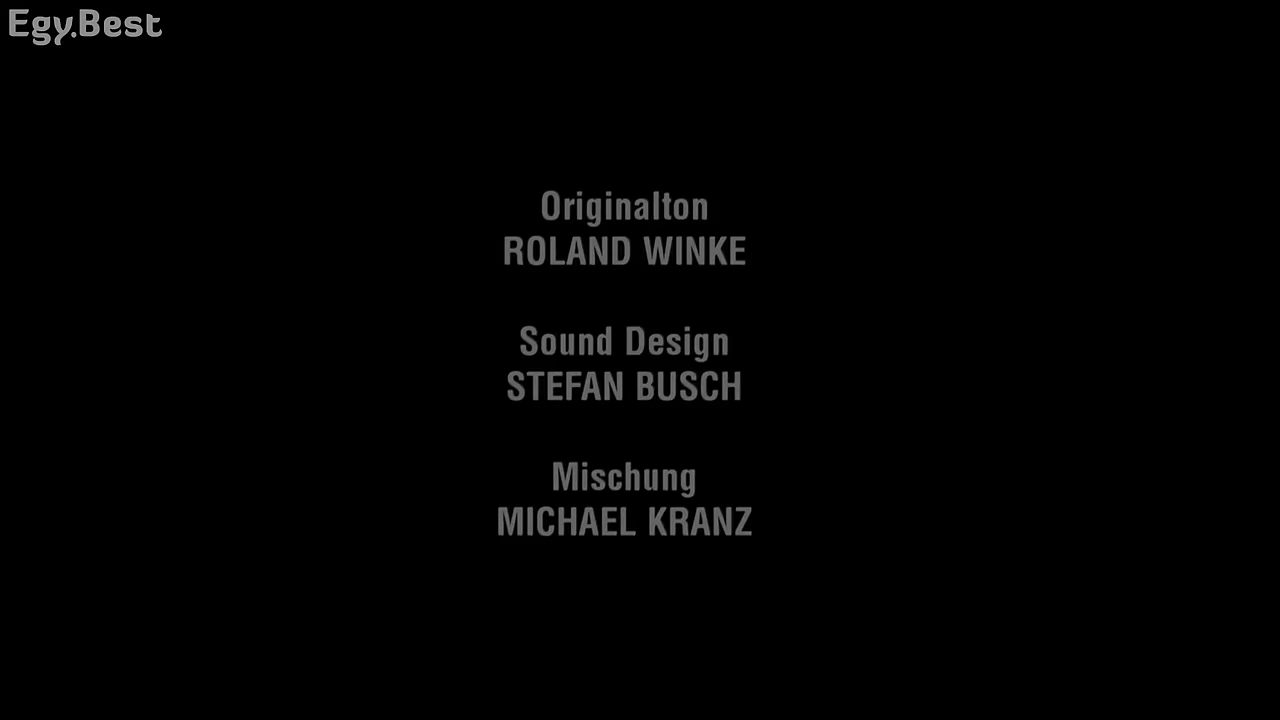 Egy.Best
Originalton
ROLAND WINKE
Sound Design
STEFAN BUSCH
Mischung
MICHAEL KRANZ